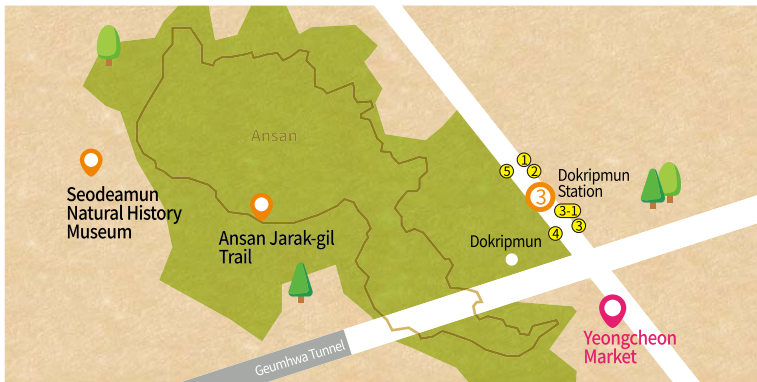 Ansan
1
5
2
Dokripmun
Station
3
3-1
3
4
Seodeamun
Natural History
Museum
Ansan Jarak-gil
Trail
Dokripmun
Yeongcheon
Market
Geumhwa Tunnel